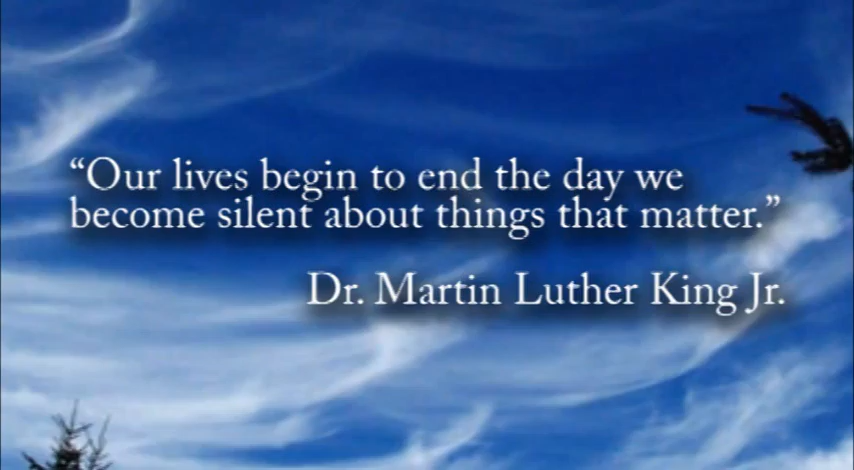 “Our lives begin to end the day we
become silent about things that matter.”
Dr. Martin Luther King Jr.